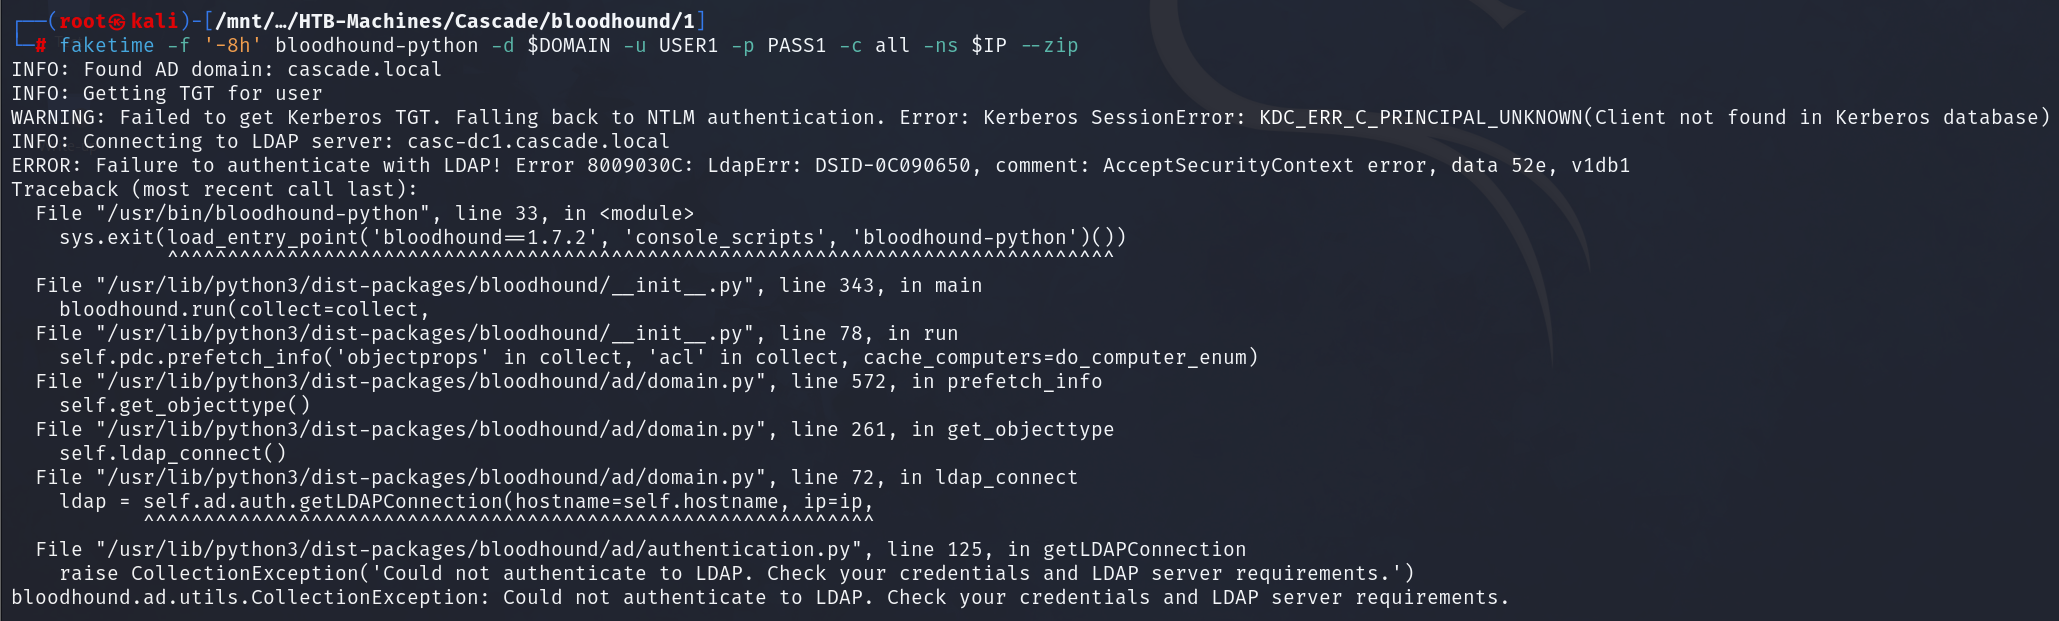 ┌──(root㉿kali)-[/mnt/…/HTB-Machines/Cascade/bloodhound/1]
└─# faketime -f '-8h' bloodhound-python -d $DOMAIN -u USER1 -p PASS1 -c all -ns $IP --zip
INFO: Found AD domain: cascade.local
INFO: Getting TGT for user
WARNING: Failed to get Kerberos TGT. Falling back to NTLM authentication. Error: Kerberos SessionError: KDC_ERR_C_PRINCIPAL_UNKNOWN(Client not found in Kerberos database)
INFO: Connecting to LDAP server: casc-dc1.cascade.local
ERROR: Failure to authenticate with LDAP! Error 8009030C: LdapErr: DSID-0C090650, comment: AcceptSecurityContext error, data 52e, v1db1
Traceback (most recent call last):
  File "/usr/bin/bloodhound-python", line 33, in <module>
    sys.exit(load_entry_point('bloodhound==1.7.2', 'console_scripts', 'bloodhound-python')())
             ^^^^^^^^^^^^^^^^^^^^^^^^^^^^^^^^^^^^^^^^^^^^^^^^^^^^^^^^^^^^^^^^^^^^^^^^^^^^^^^
  File "/usr/lib/python3/dist-packages/bloodhound/__init__.py", line 343, in main
    bloodhound.run(collect=collect,
  File "/usr/lib/python3/dist-packages/bloodhound/__init__.py", line 78, in run
    self.pdc.prefetch_info('objectprops' in collect, 'acl' in collect, cache_computers=do_computer_enum)
  File "/usr/lib/python3/dist-packages/bloodhound/ad/domain.py", line 572, in prefetch_info
    self.get_objecttype()
  File "/usr/lib/python3/dist-packages/bloodhound/ad/domain.py", line 261, in get_objecttype
    self.ldap_connect()
  File "/usr/lib/python3/dist-packages/bloodhound/ad/domain.py", line 72, in ldap_connect
    ldap = self.ad.auth.getLDAPConnection(hostname=self.hostname, ip=ip,
           ^^^^^^^^^^^^^^^^^^^^^^^^^^^^^^^^^^^^^^^^^^^^^^^^^^^^^^^^^^^^^
  File "/usr/lib/python3/dist-packages/bloodhound/ad/authentication.py", line 125, in getLDAPConnection
    raise CollectionException('Could not authenticate to LDAP. Check your credentials and LDAP server requirements.')
bloodhound.ad.utils.CollectionException: Could not authenticate to LDAP. Check your credentials and LDAP server requirements.